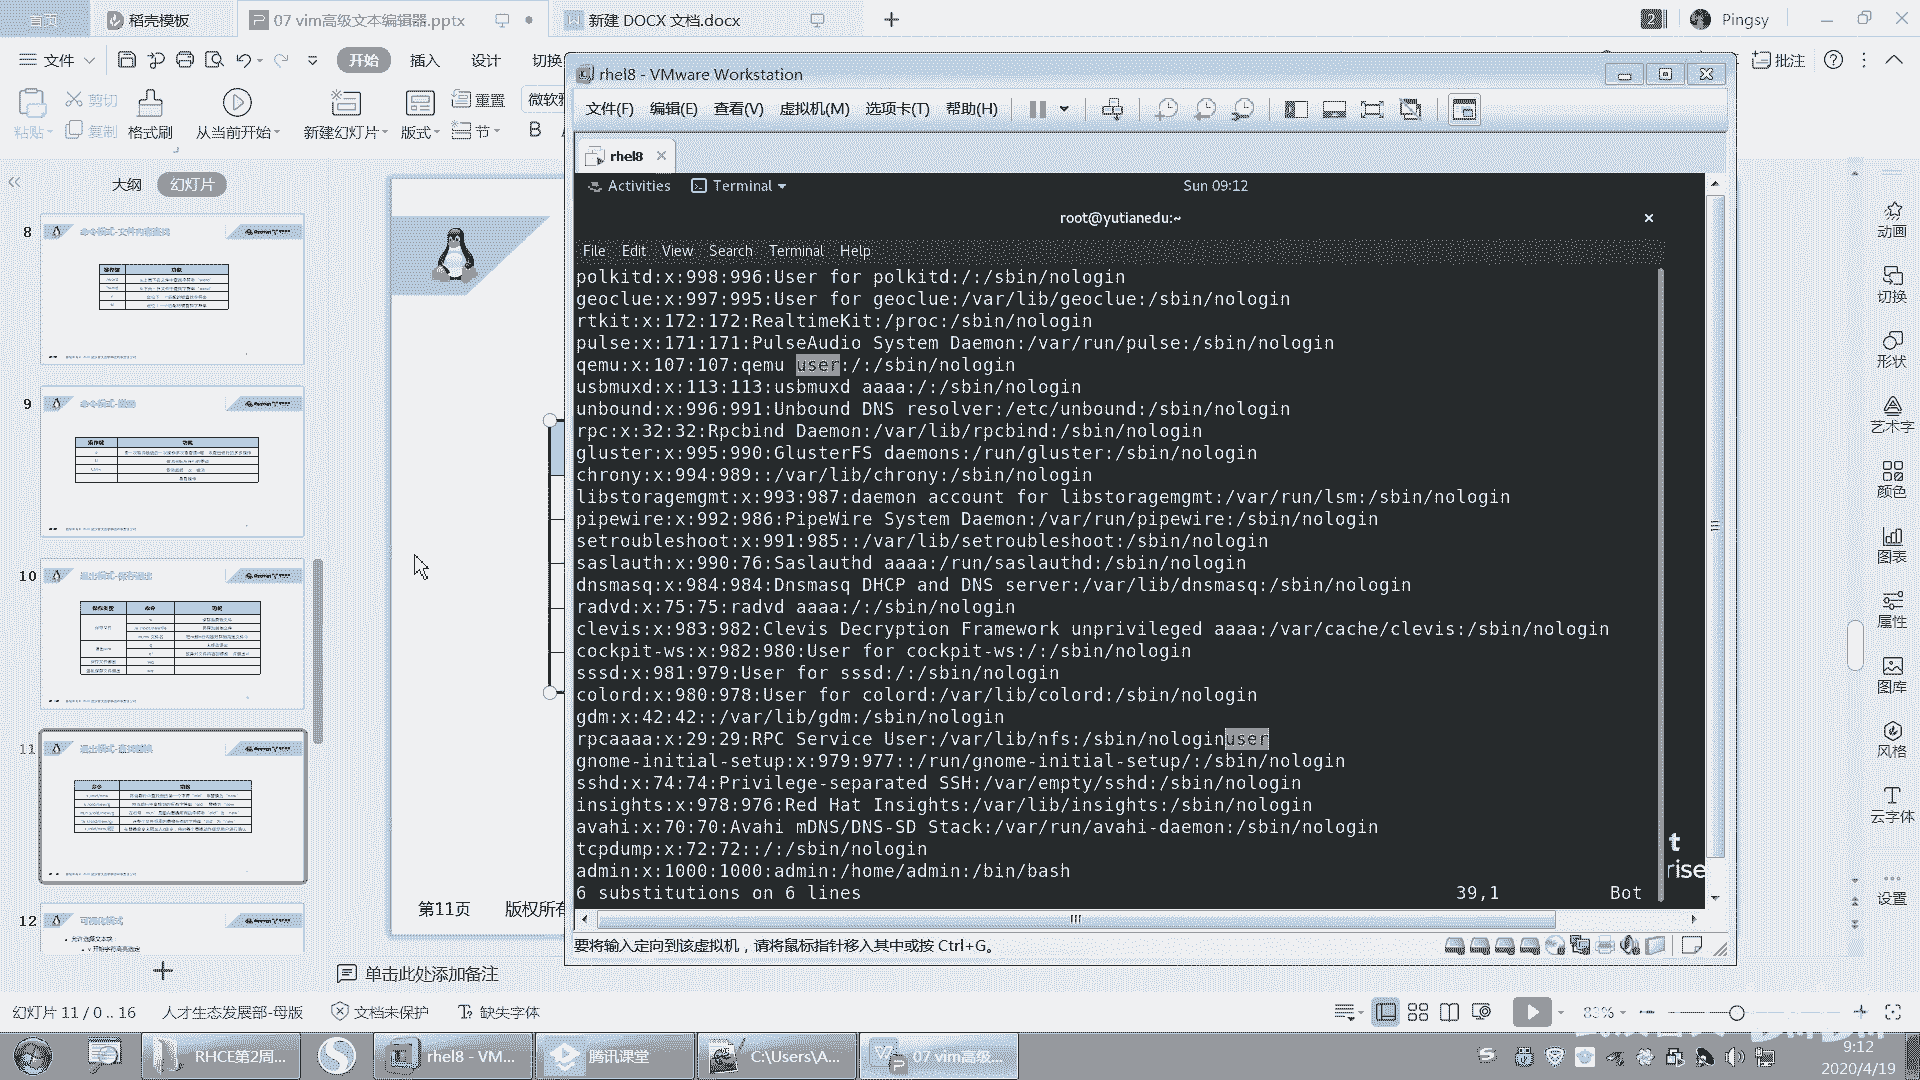 首页
稻壳模板
07 vim高级文本编辑器.pptx
新建 DOCX 文档.docx
2
Pingsy
文件
开始
插入
设计
切换
批注
粘贴
剪切
复制
格式刷
从当前开始
新建幻灯片
版式
重置
节
微软雅
B
大纲
幻灯片
8
9
10
11
12
可视化模式
第11页
版权所有
单击此处添加备注
rhel8 - VMware Workstation
文件(F) 编辑(E) 查看(V) 虚拟机(M) 选项卡(T) 帮助(H)
rhel8
Activities
Terminal
Sun 09:12
root@yutianedu:~
File Edit View Search Terminal Help
polkitd:x:998:996:User for polkitd:/:/sbin/nologin
geoclue:x:997:995:User for geoclue:/var/lib/geoclue:/sbin/nologin
rtkit:x:172:172:RealtimeKit:/proc:/sbin/nologin
pulse:x:171:171:PulseAudio System Daemon:/var/run/pulse:/sbin/nologin
qemu:x:107:107:qemu user:/:/sbin/nologin
usbmuxd:x:113:113:usbmuxd aaaa:/:/sbin/nologin
unbound:x:996:991:Unbound DNS resolver:/etc/unbound:/sbin/nologin
rpc:x:32:32:Rpcbind Daemon:/var/lib/rpcbind:/sbin/nologin
gluster:x:995:990:GlusterFS daemons:/run/gluster:/sbin/nologin
chrony:x:994:989::/var/lib/chrony:/sbin/nologin
libstoragemgmt:x:993:987:daemon account for libstoragemgmt:/var/run/lsm:/sbin/nologin
pipewire:x:992:986:PipeWire System Daemon:/var/run/pipewire:/sbin/nologin
setroubleshoot:x:991:985::/var/lib/setroubleshoot:/sbin/nologin
saslauth:x:990:76:Saslauthd aaaa:/run/saslauthd:/sbin/nologin
dnsmasq:x:984:984:Dnsmasq DHCP and DNS server:/var/lib/dnsmasq:/sbin/nologin
radvd:x:75:75:radvd aaaa:/:/sbin/nologin
clevis:x:983:982:Clevis Decryption Framework unprivileged aaaa:/var/cache/clevis:/sbin/nologin
cockpit-ws:x:982:980:User for cockpit-ws:/:/sbin/nologin
sssd:x:981:979:User for sssd:/:/sbin/nologin
colord:x:980:978:User for colord:/var/lib/colord:/sbin/nologin
gdm:x:42:42::/var/lib/gdm:/sbin/nologin
rpcaaaa:x:29:29:RPC Service User:/var/lib/nfs:/sbin/nologinuser
gnome-initial-setup:x:979:977::/run/gnome-initial-setup/:/sbin/nologin
sshd:x:74:74:Privilege-separated SSH:/var/empty/sshd:/sbin/nologin
insights:x:978:976:Red Hat Insights:/var/lib/insights:/sbin/nologin
avahi:x:70:70:Avahi mDNS/DNS-SD Stack:/var/run/avahi-daemon:/sbin/nologin
tcpdump:x:72:72::/:/sbin/nologin
admin:x:1000:1000:admin:/home/admin:/bin/bash
6 substitutions on 6 lines
39,1
Bot
t
rise
要将输入定向到该虚拟机，请将鼠标指针移入其中或按 Ctrl+G。
动画
切换
形状
艺术字
颜色
图表
属性
图库
风格
云字体
设置
幻灯片 11 / 0 .. 16
人才生态发展部-母版
文档未保护
缺失字体
83%
RHCE第2周...
rhel8 - VM...
腾讯课堂
C:\Users\A...
07 vim高级...
9:12
2020/4/19